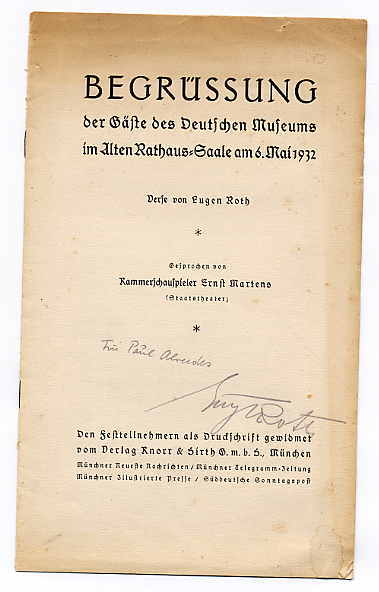 BEGRÜSSUNG
der Gäste des Deutschen Museums
im Alten Rathaus-Saale am 6. Mai 1932
Verse von Eugen Roth
*
Gesprochen von
Kammerschauspieler Ernst Martens
(Staatstheater)
*
Für Paul Alverdes
Eug Roth
Den Festteilnehmern als Druckschrift gewidmet
vom Verlag Knorr & Hirth G.m.b.H., München
Münchner Neueste Nachrichten / Münchner Telegramm-Zeitung
Münchner Illustrierte Presse / Süddeutsche Sonntagspost